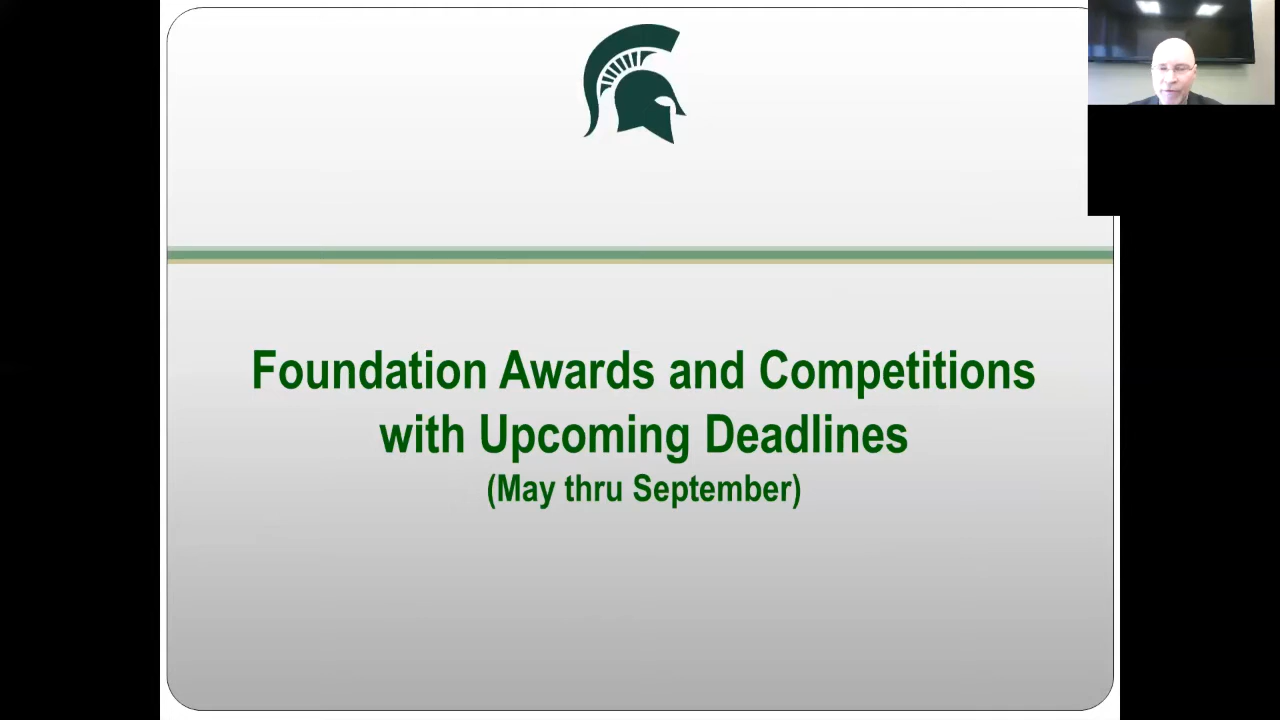 Foundation Awards and Competitions
with Upcoming Deadlines
(May thru September)